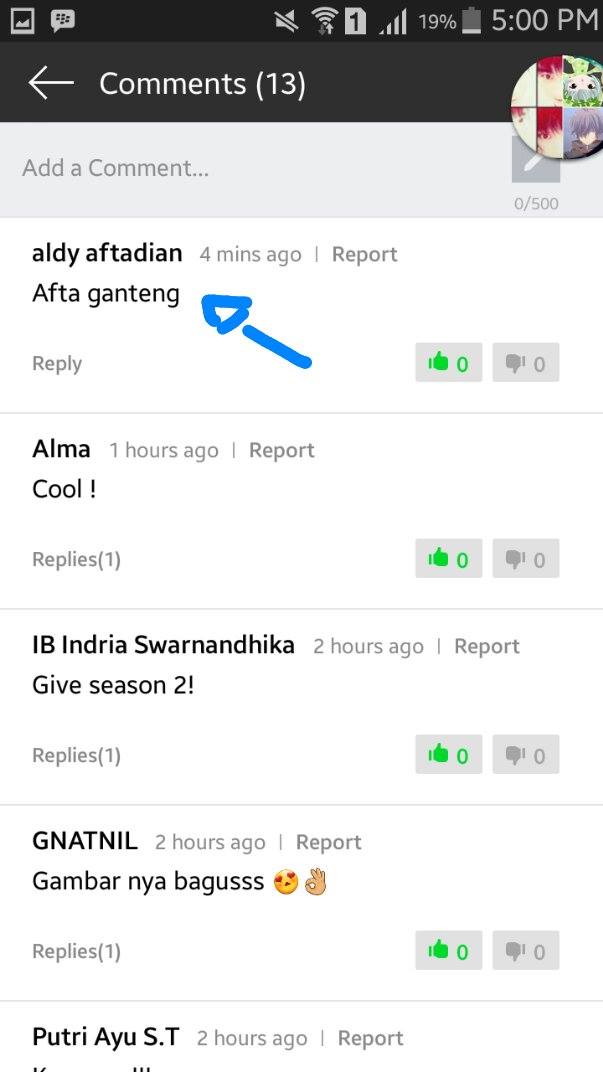 1 19% 5:00 PM
Comments (13)
Add a Comment...
0/500
aldy aftadian 4 mins ago | Report
Afta ganteng
Reply 0 0
Alma 1 hours ago | Report
Cool !
Replies(1) 0 0
IB Indria Swarnandhika 2 hours ago | Report
Give season 2!
Replies(1) 0 0
GNATNIL 2 hours ago | Report
Gambar nya bagusss 😍👌
Replies(1) 0 0
Putri Ayu S.T 2 hours ago | Report